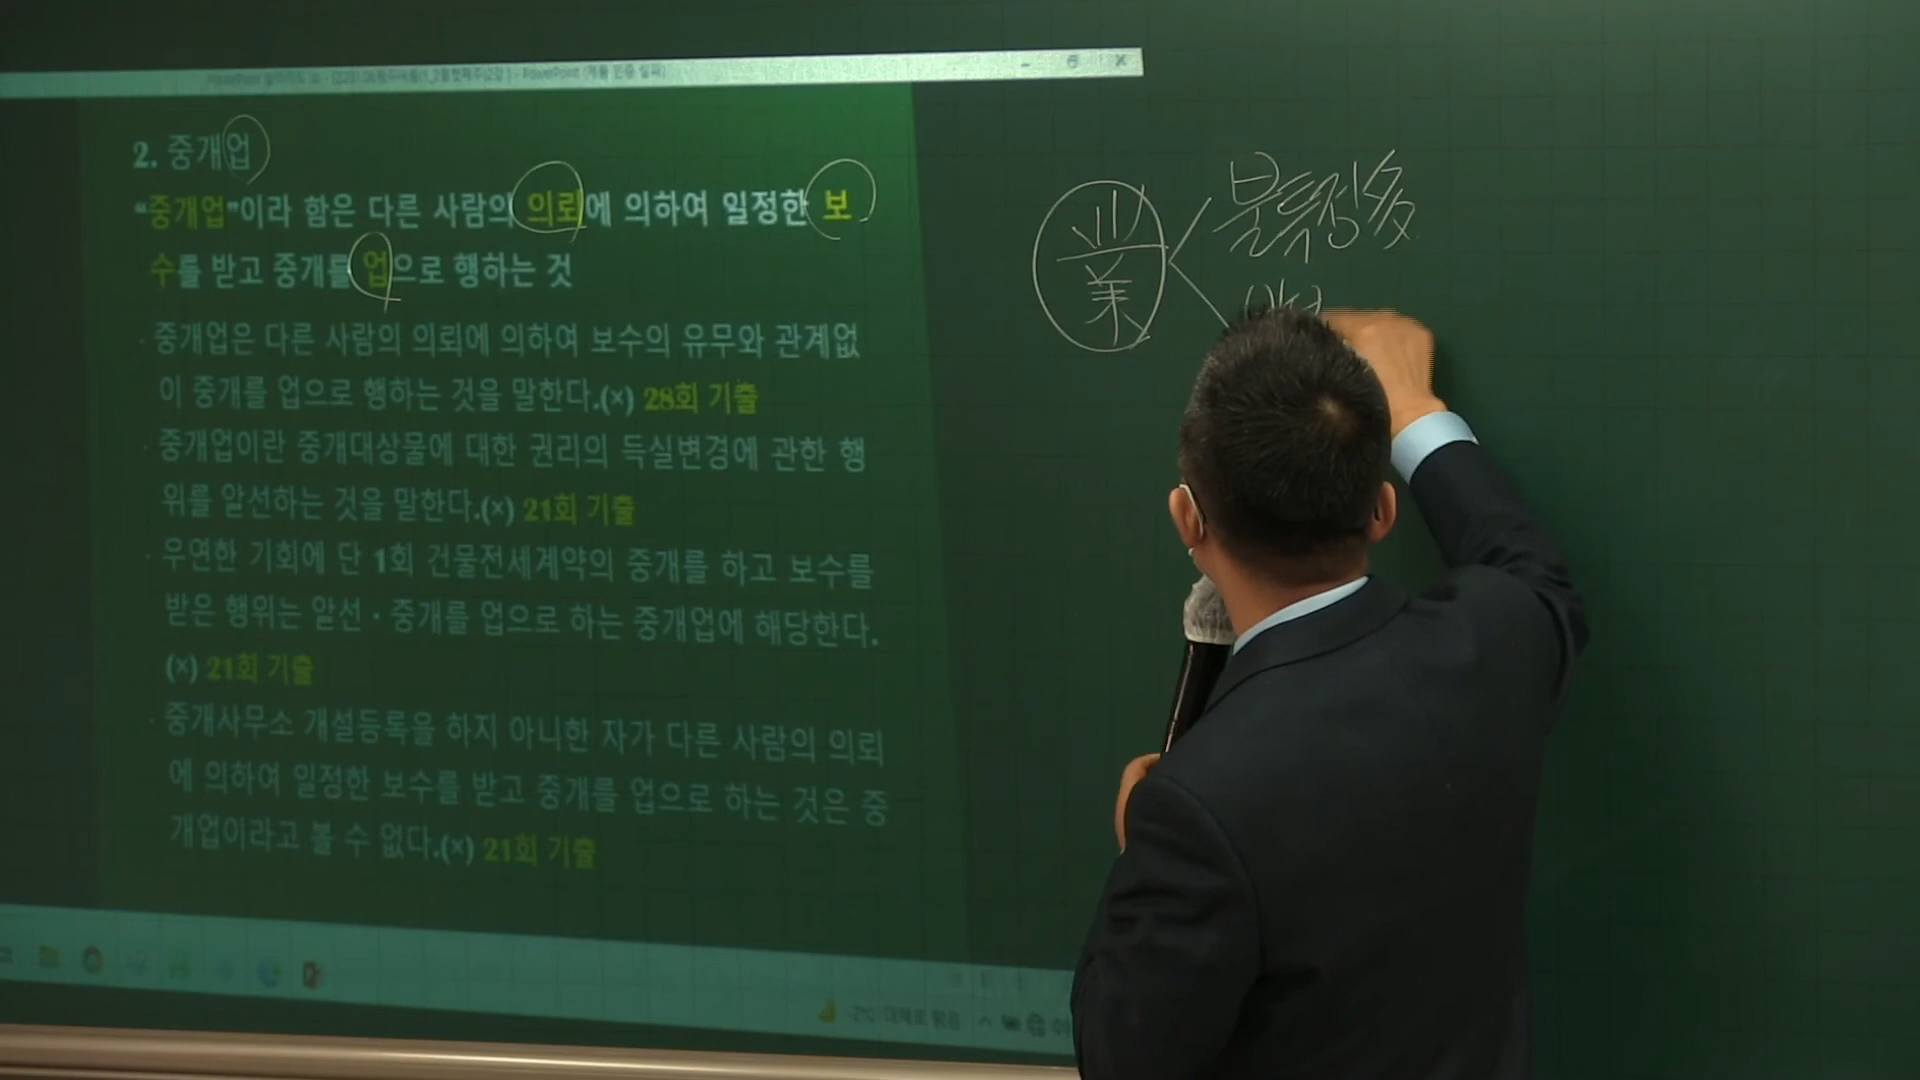 2. 중개업
“중개업”이라 함은 다른 사람의 의뢰에 의하여 일정한 보
수를 받고 중개를 업으로 행하는 것
· 중개업은 다른 사람의 의뢰에 의하여 보수의 유무와 관계없
이 중개를 업으로 행하는 것을 말한다.(×) 28회 기출
· 중개업이란 중개대상물에 대한 권리의 득실변경에 관한 행
위를 알선하는 것을 말한다.(×) 21회 기출
· 우연한 기회에 단 1회 건물전세계약의 중개를 하고 보수를
받은 행위는 알선 · 중개를 업으로 하는 중개업에 해당한다.
(×) 21회 기출
· 중개사무소 개설등록을 하지 아니한 자가 다른 사람의 의뢰
에 의하여 일정한 보수를 받고 중개를 업으로 하는 것은 중
개업이라고 볼 수 없다.(×) 21회 기출
業
불특정多